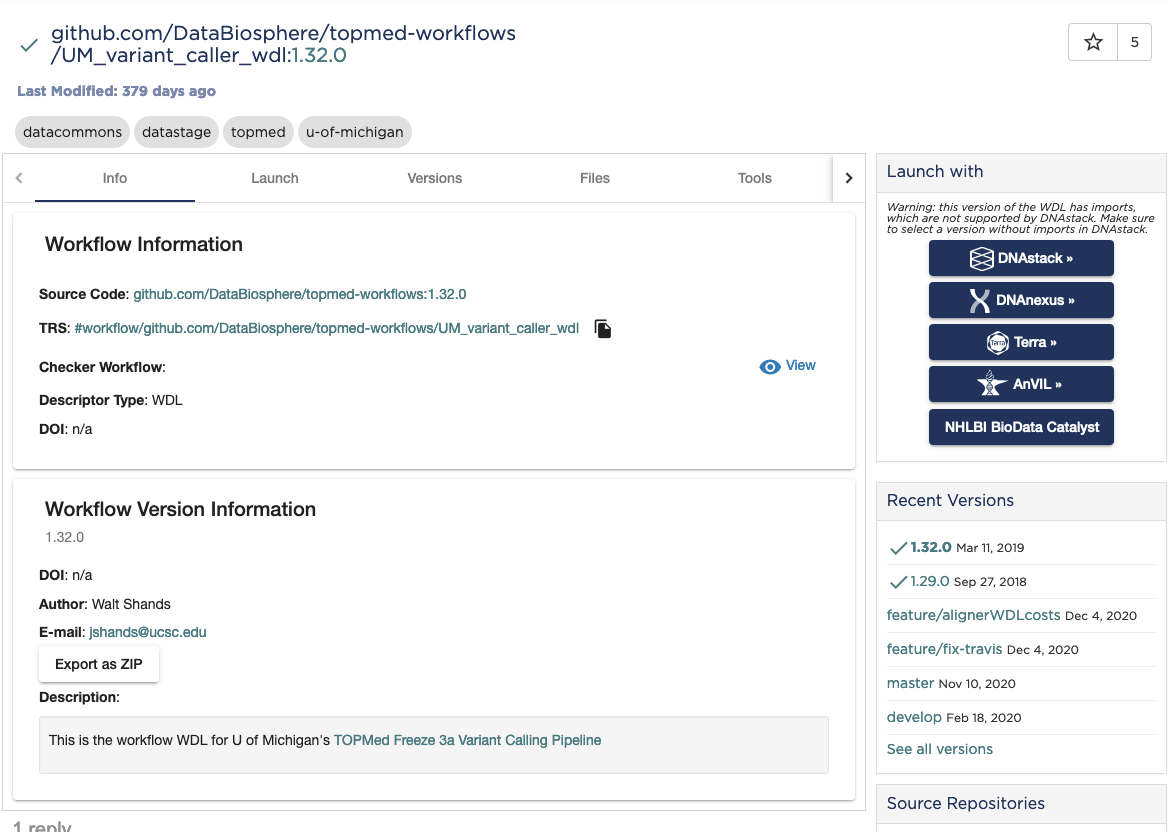 github.com/DataBiosphere/topmed-workflows
/UM_variant_caller_wdl:1.32.0
5
Last Modified: 379 days ago
datacommons datastage topmed u-of-michigan
Info Launch Versions Files Tools
Workflow Information
Source Code: github.com/DataBiosphere/topmed-workflows:1.32.0
TRS: #workflow/github.com/DataBiosphere/topmed-workflows/UM_variant_caller_wdl
Checker Workflow: View
Descriptor Type: WDL
DOI: n/a
Workflow Version Information
1.32.0
DOI: n/a
Author: Walt Shands
E-mail: jshands@ucsc.edu
Export as ZIP
Description:
This is the workflow WDL for U of Michigan's TOPMed Freeze 3a Variant Calling Pipeline
1 reply
Launch with
Warning: this version of the WDL has imports,
which are not supported by DNAstack. Make sure
to select a version without imports in DNAstack.
DNAstack »
DNAnexus »
Terra Terra »
AnVIL »
NHLBI BioData Catalyst
Recent Versions
1.32.0 Mar 11, 2019
1.29.0 Sep 27, 2018
feature/alignerWDLcosts Dec 4, 2020
feature/fix-travis Dec 4, 2020
master Nov 10, 2020
develop Feb 18, 2020
See all versions
Source Repositories